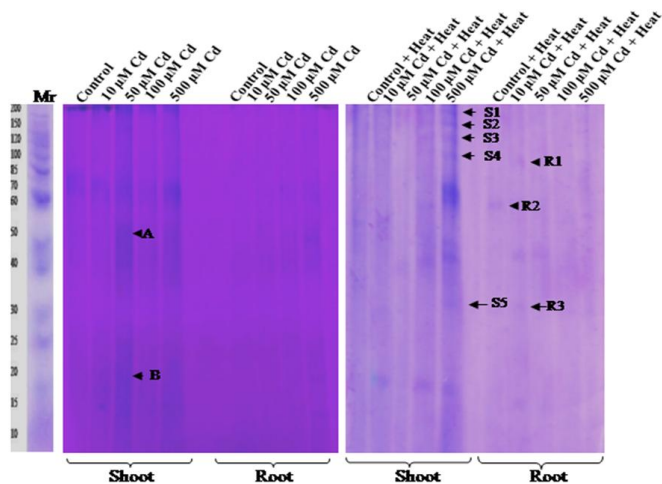 Control
10 µM Cd
50 µM Cd
100 µM Cd
500 µM Cd
Control
10 µM Cd
50 µM Cd
100 µM Cd
500 µM Cd
Control + Heat
10 µM Cd + Heat
50 µM Cd + Heat
100 µM Cd + Heat
500 µM Cd + Heat
Control + Heat
10 µM Cd + Heat
50 µM Cd + Heat
100 µM Cd + Heat
500 µM Cd + Heat
Mr
200
150
120
100
85
70
60
50
40
30
25
20
15
10
A
B
S1
S2
S3
S4
S5
R1
R2
R3
Shoot
Root
Shoot
Root